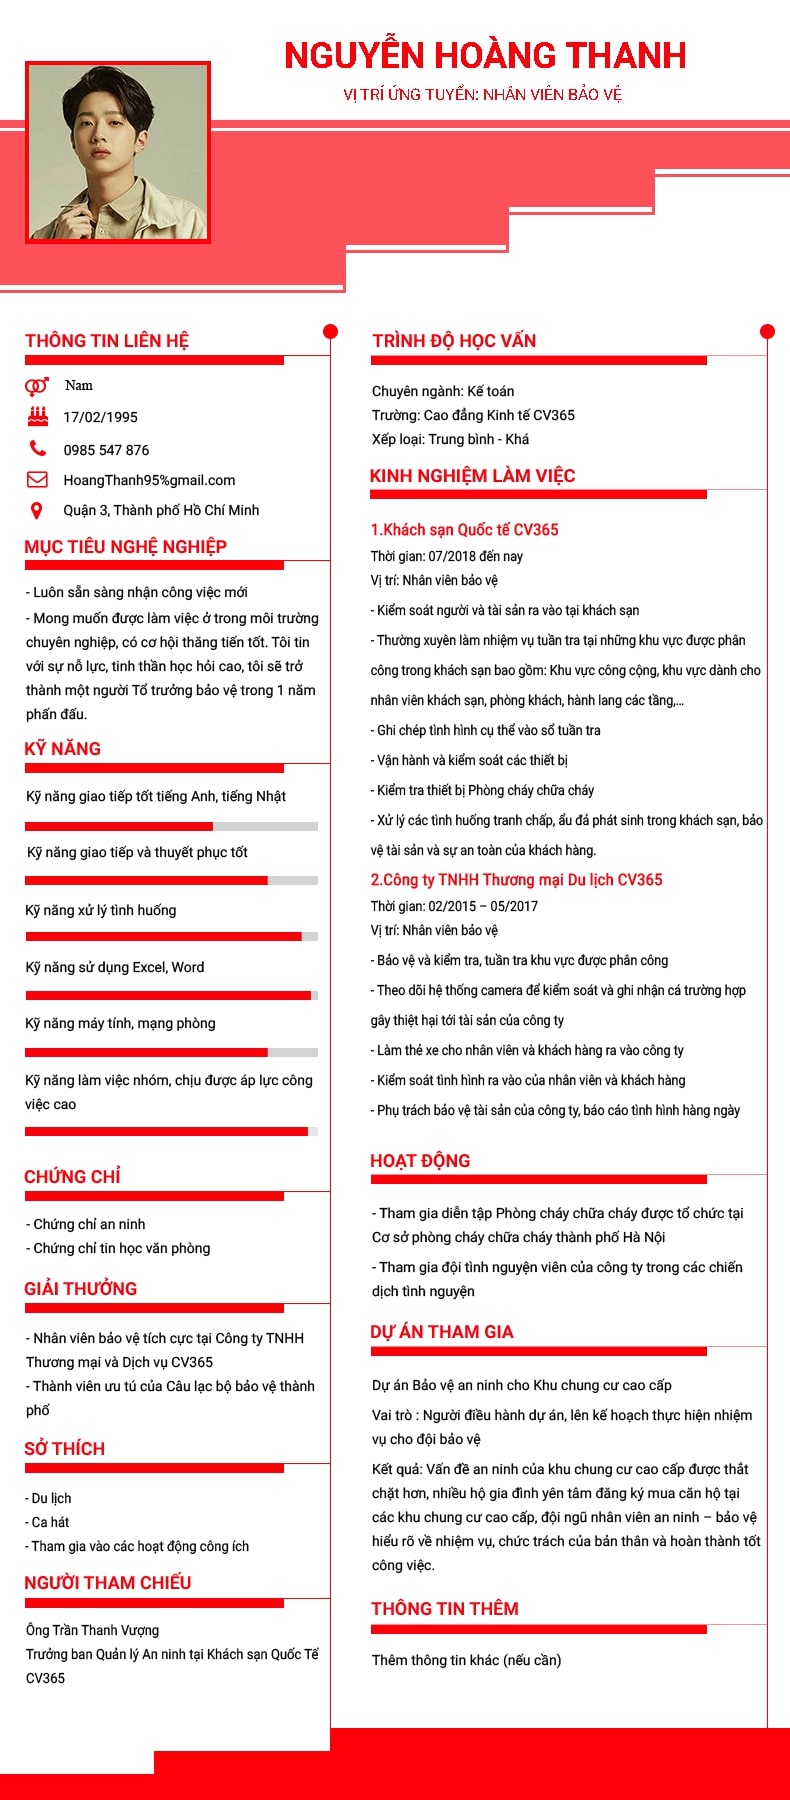 NGUYỄN HOÀNG THANH
VỊ TRÍ ỨNG TUYỂN: NHÂN VIÊN BẢO VỆ
THÔNG TIN LIÊN HỆ
Nam
17/02/1995
0985 547 876
HoangThanh95%gmail.com
Quận 3, Thành phố Hồ Chí Minh
MỤC TIÊU NGHỆ NGHIỆP
- Luôn sẵn sàng nhận công việc mới
- Mong muốn được làm việc ở trong môi trường
chuyên nghiệp, có cơ hội thăng tiến tốt. Tôi tin
với sự nỗ lực, tinh thần học hỏi cao, tôi sẽ trở
thành một người Tổ trưởng bảo vệ trong 1 năm
phấn đấu.
KỸ NĂNG
Kỹ năng giao tiếp tốt tiếng Anh, tiếng Nhật
Kỹ năng giao tiếp và thuyết phục tốt
Kỹ năng xử lý tình huống
Kỹ năng sử dụng Excel, Word
Kỹ năng máy tính, mạng phòng
Kỹ năng làm việc nhóm, chịu được áp lực công
việc cao
CHỨNG CHỈ
- Chứng chỉ an ninh
- Chứng chỉ tin học văn phòng
GIẢI THƯỞNG
- Nhân viên bảo vệ tích cực tại Công ty TNHH
Thương mại và Dịch vụ CV365
- Thành viên ưu tú của Câu lạc bộ bảo vệ thành
phố
SỞ THÍCH
- Du lịch
- Ca hát
- Tham gia vào các hoạt động công ích
NGƯỜI THAM CHIẾU
Ông Trần Thanh Vượng
Trưởng ban Quản lý An ninh tại Khách sạn Quốc Tế
CV365
TRÌNH ĐỘ HỌC VẤN
Chuyên ngành: Kế toán
Trường: Cao đẳng Kinh tế CV365
Xếp loại: Trung bình - Khá
KINH NGHIỆM LÀM VIỆC
1.Khách sạn Quốc tế CV365
Thời gian: 07/2018 đến nay
Vị trí: Nhân viên bảo vệ
- Kiểm soát người và tài sản ra vào tại khách sạn
- Thường xuyên làm nhiệm vụ tuần tra tại những khu vực được phân
công trong khách sạn bao gồm: Khu vực công cộng, khu vực dành cho
nhân viên khách sạn, phòng khách, hành lang các tầng,...
- Ghi chép tình hình cụ thể vào sổ tuần tra
- Vận hành và kiểm soát các thiết bị
- Kiểm tra thiết bị Phòng cháy chữa cháy
- Xử lý các tình huống tranh chấp, ẩu đả phát sinh trong khách sạn, bảo
vệ tài sản và sự an toàn của khách hàng.
2.Công ty TNHH Thương mại Du lịch CV365
Thời gian: 02/2015 – 05/2017
Vị trí: Nhân viên bảo vệ
- Bảo vệ và kiểm tra, tuần tra khu vực được phân công
- Theo dõi hệ thống camera để kiểm soát và ghi nhận cá trường hợp
gây thiệt hại tới tài sản của công ty
- Làm thẻ xe cho nhân viên và khách hàng ra vào công ty
- Kiểm soát tình hình ra vào của nhân viên và khách hàng
- Phụ trách bảo vệ tài sản của công ty, báo cáo tình hình hàng ngày
HOẠT ĐỘNG
- Tham gia diễn tập Phòng cháy chữa cháy được tổ chức tại
Cơ sở phòng cháy chữa cháy thành phố Hà Nội
- Tham gia đội tình nguyện viên của công ty trong các chiến
dịch tình nguyện
DỰ ÁN THAM GIA
Dự án Bảo vệ an ninh cho Khu chung cư cao cấp
Vai trò : Người điều hành dự án, lên kế hoạch thực hiện nhiệm
vụ cho đội bảo vệ
Kết quả: Vấn đề an ninh của khu chung cư cao cấp được thắt
chặt hơn, nhiều hộ gia đình yên tâm đăng ký mua căn hộ tại
các khu chung cư cao cấp, đội ngũ nhân viên an ninh – bảo vệ
hiểu rõ về nhiệm vụ, chức trách của bản thân và hoàn thành tốt
công việc.
THÔNG TIN THÊM
Thêm thông tin khác (nếu cần)